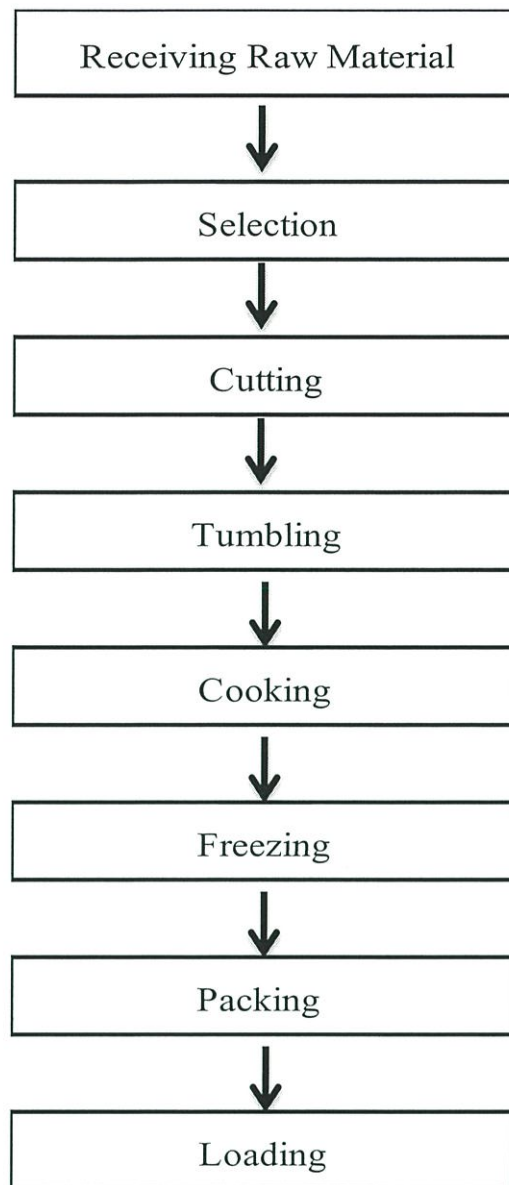 Receiving Raw Material
Selection
Cutting
Tumbling
Cooking
Freezing
Packing
Loading